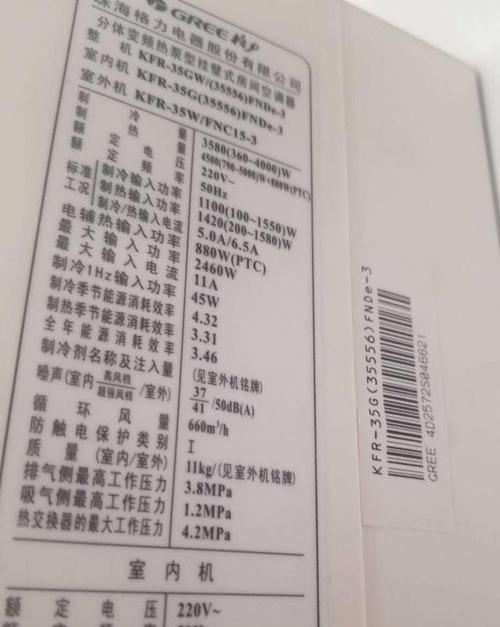 GREE 格力
珠海格力电器股份有限公司
分体变频热泵型挂壁式房间空调器
整 机 KFR-35GW/(35556)FNDe-3
室内机 KFR-35G(35556)FNDe-3
室外机 KFR-35W/FNC15-3
制冷量 3580(360~4000)W
制热量 4500(790~5000)W+880W(PTC)
额定电压 220V~
额定频率 50Hz
标准工况 制冷输入功率 1100(100~1550)W
制热输入功率 1420(200~1580)W
制冷/热输入电流 5.0A/6.5A
电辅热输入功率 880W(PTC)
最大输入功率 2460W
最大输入电流 11A
制冷1Hz输入功率 45W
制冷季节能源消耗效率 4.32
制热季节能源消耗效率 3.31
全年能源消耗效率 3.46
制冷剂名称及注入量 (见室外机铭牌)
噪声(室内 高风档/超强风档 /室外) 37/41 /50dB(A)
循环风量 660m³/h
防触电保护类别 I
质量(室内/室外) 11kg/(见室外机铭牌)
排气侧最高工作压力 3.8MPa
吸气侧最高工作压力 1.2MPa
热交换器的最大工作压力 4.2MPa
室内机
额定电压 220V~
KFR-35G(35556)FNDe-3
GREE 4D2572S046621